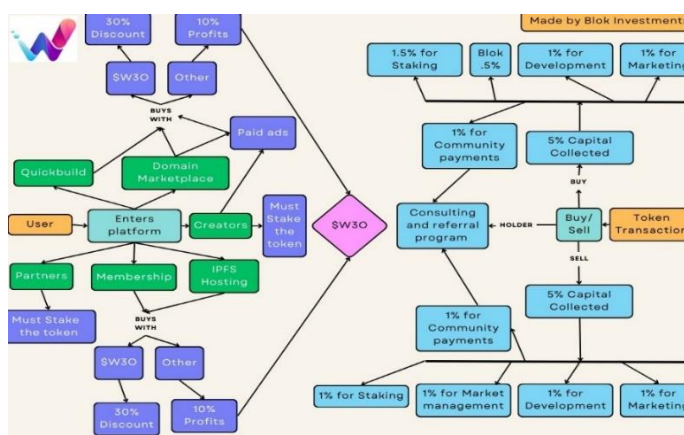 30%
Discount
10%
Profits
$W3O
Other
BUYS
WITH
Paid ads
Quickbuild
Domain
Marketplace
User
Enters
platform
Creators
Must
Stake
the
token
Partners
Membership
IPFS
Hosting
Must Stake
the token
BUYS
WITH
$W3O
Other
30%
Discount
10%
Profits
$W3O
Made by Blok Investments
1.5% for
Staking
Blok
.5%
1% for
Development
1% for
Marketing
1% for
Community
payments
5% Capital
Collected
BUY
Consulting
and referral
program
HOLDER
Buy/
Sell
Token
Transaction
SELL
5% Capital
Collected
1% for
Community
payments
1% for Staking
1% for Market
management
1% for
Development
1% for
Marketing